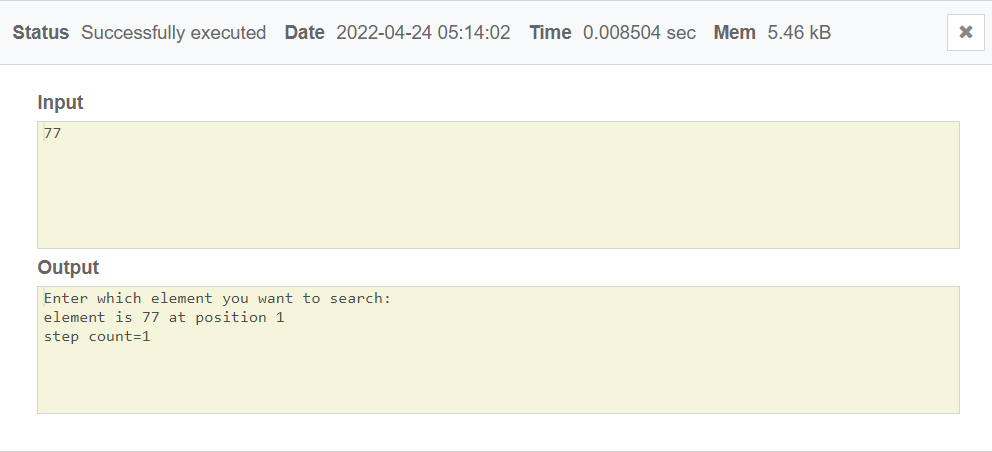 Status Successfully executed Date 2022-04-24 05:14:02 Time 0.008504 sec Mem 5.46 kB
Input
77
Output
Enter which element you want to search:
element is 77 at position 1
step count=1